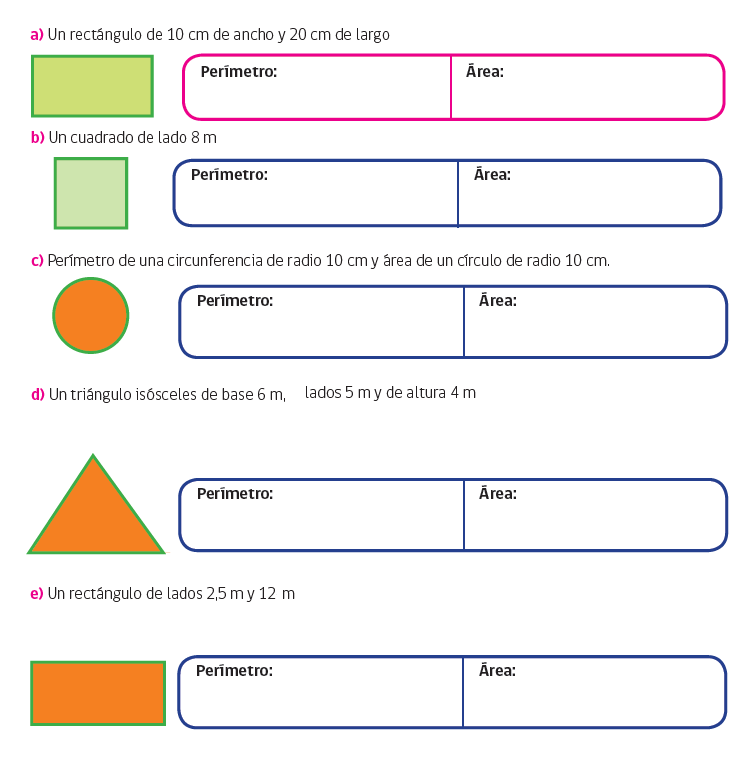 a) Un rectángulo de 10 cm de ancho y 20 cm de largo
Perímetro: Área:
b) Un cuadrado de lado 8 m
Perímetro: Área:
c) Perímetro de una circunferencia de radio 10 cm y área de un círculo de radio 10 cm.
Perímetro: Área:
d) Un triángulo isósceles de base 6 m, lados 5 m y de altura 4 m
Perímetro: Área:
e) Un rectángulo de lados 2,5 m y 12 m
Perímetro: Área: